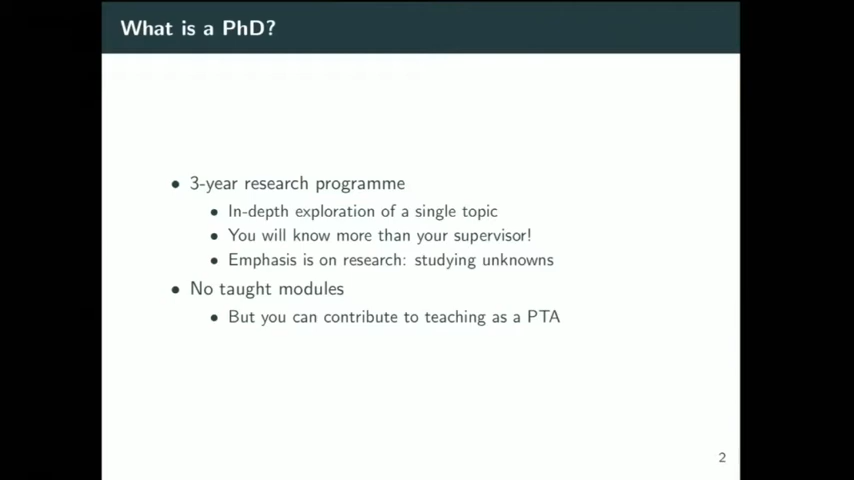 What is a PhD?
• 3-year research programme
• In-depth exploration of a single topic
• You will know more than your supervisor!
• Emphasis is on research: studying unknowns
• No taught modules
• But you can contribute to teaching as a PTA
2